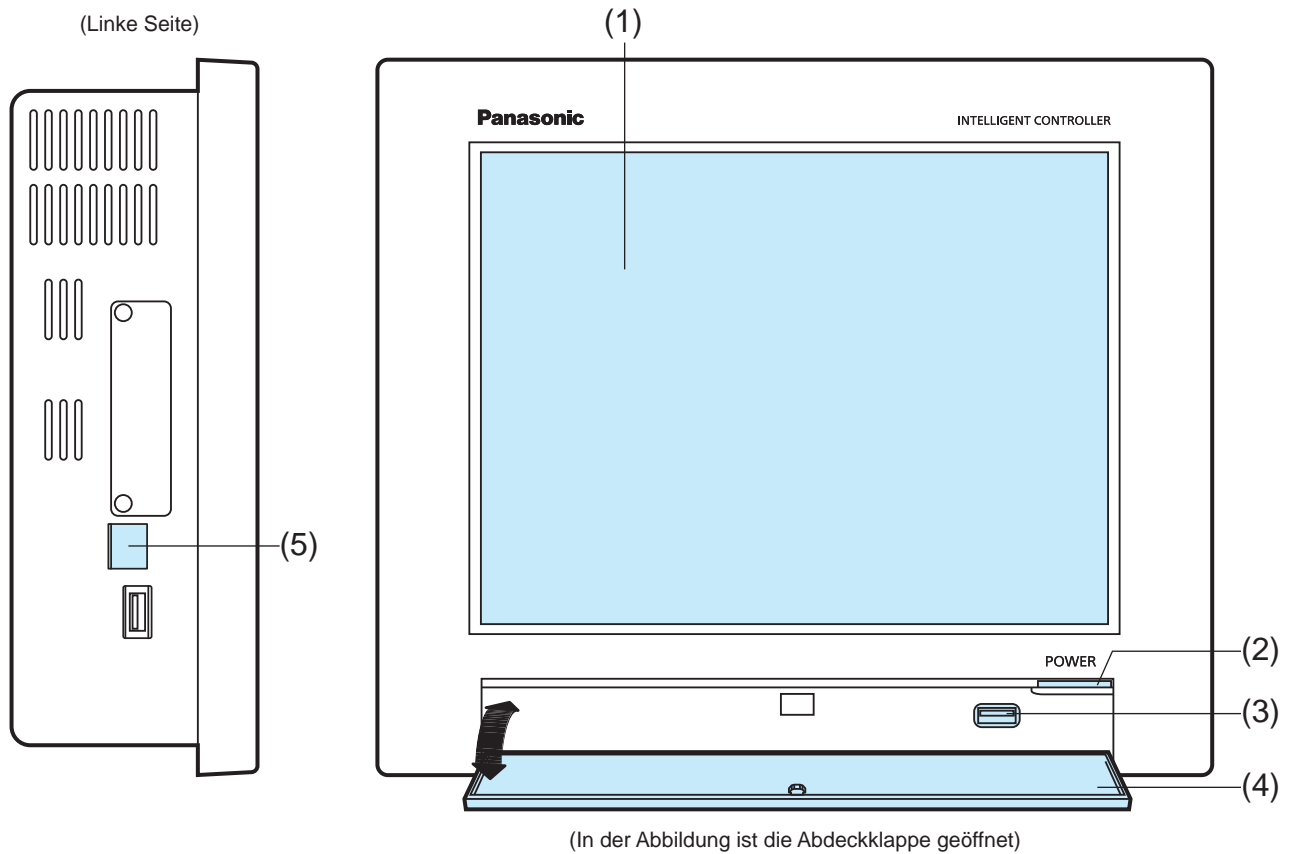 (Linke Seite)
(1)
Panasonic
INTELLIGENT CONTROLLER
(5)
POWER
(2)
(3)
(4)
(In der Abbildung ist die Abdeckklappe geöffnet)